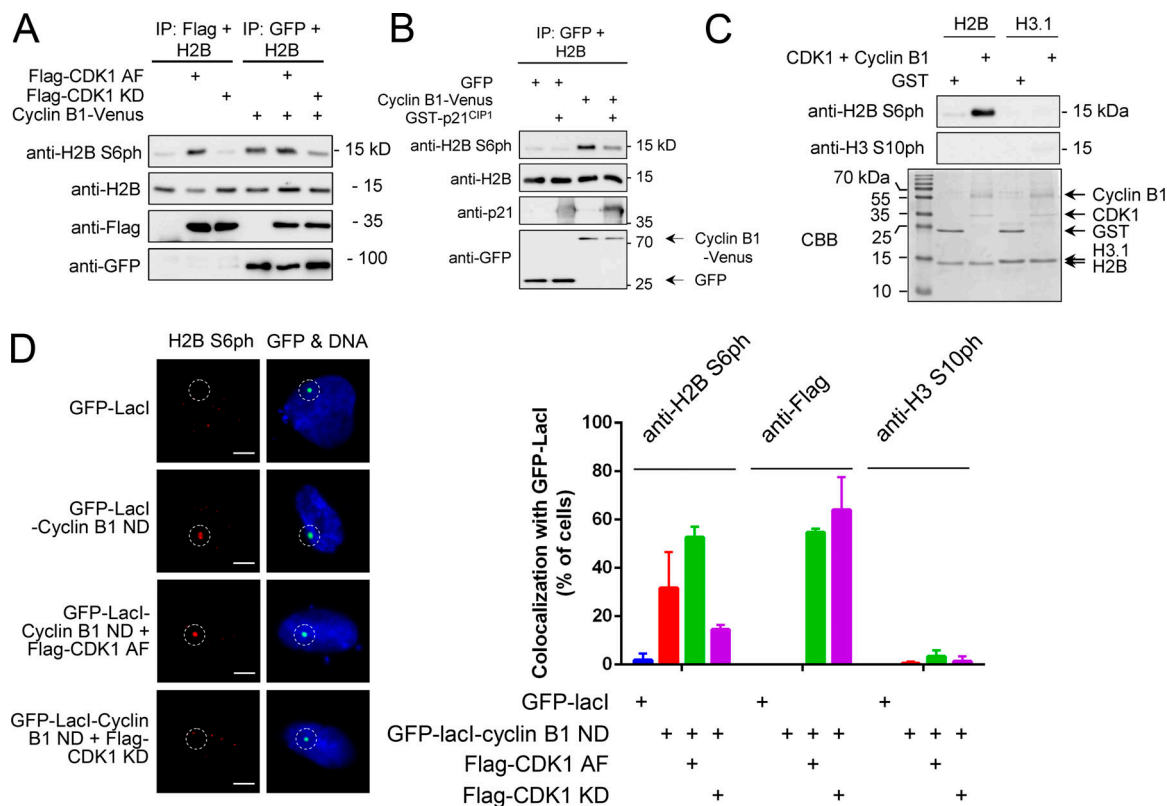 A
IP: Flag + H2B
IP: GFP + H2B
Flag-CDK1 AF + +
Flag-CDK1 KD + +
Cyclin B1-Venus + + +
anti-H2B S6ph - 15 kD
anti-H2B - 15
anti-Flag - 35
anti-GFP - 100
B
IP: GFP +
H2B
GFP + +
Cyclin B1-Venus + +
GST-p21CIP1 + +
anti-H2B S6ph 15 kD
anti-H2B 15
anti-p21
35
anti-GFP
70
Cyclin B1
-Venus
25
GFP
C
H2B H3.1
CDK1 + Cyclin B1 + +
GST + +
anti-H2B S6ph - 15 kDa
anti-H3 S10ph - 15
70 kDa
55
35
25
15
10
CBB
Cyclin B1
CDK1
GST
H3.1
H2B
D
H2B S6ph GFP & DNA
GFP-LacI
GFP-LacI
-Cyclin B1 ND
GFP-LacI-
Cyclin B1 ND +
Flag-CDK1 AF
GFP-LacI-Cyclin
B1 ND + Flag-
CDK1 KD
anti-H2B S6ph
anti-Flag
anti-H3 S10ph
Colocalization with GFP-LacI
(% of cells)
100
80
60
40
20
0
GFP-lacI + + +
GFP-lacI-cyclin B1 ND + + + + + + + + +
Flag-CDK1 AF + + +
Flag-CDK1 KD + + +